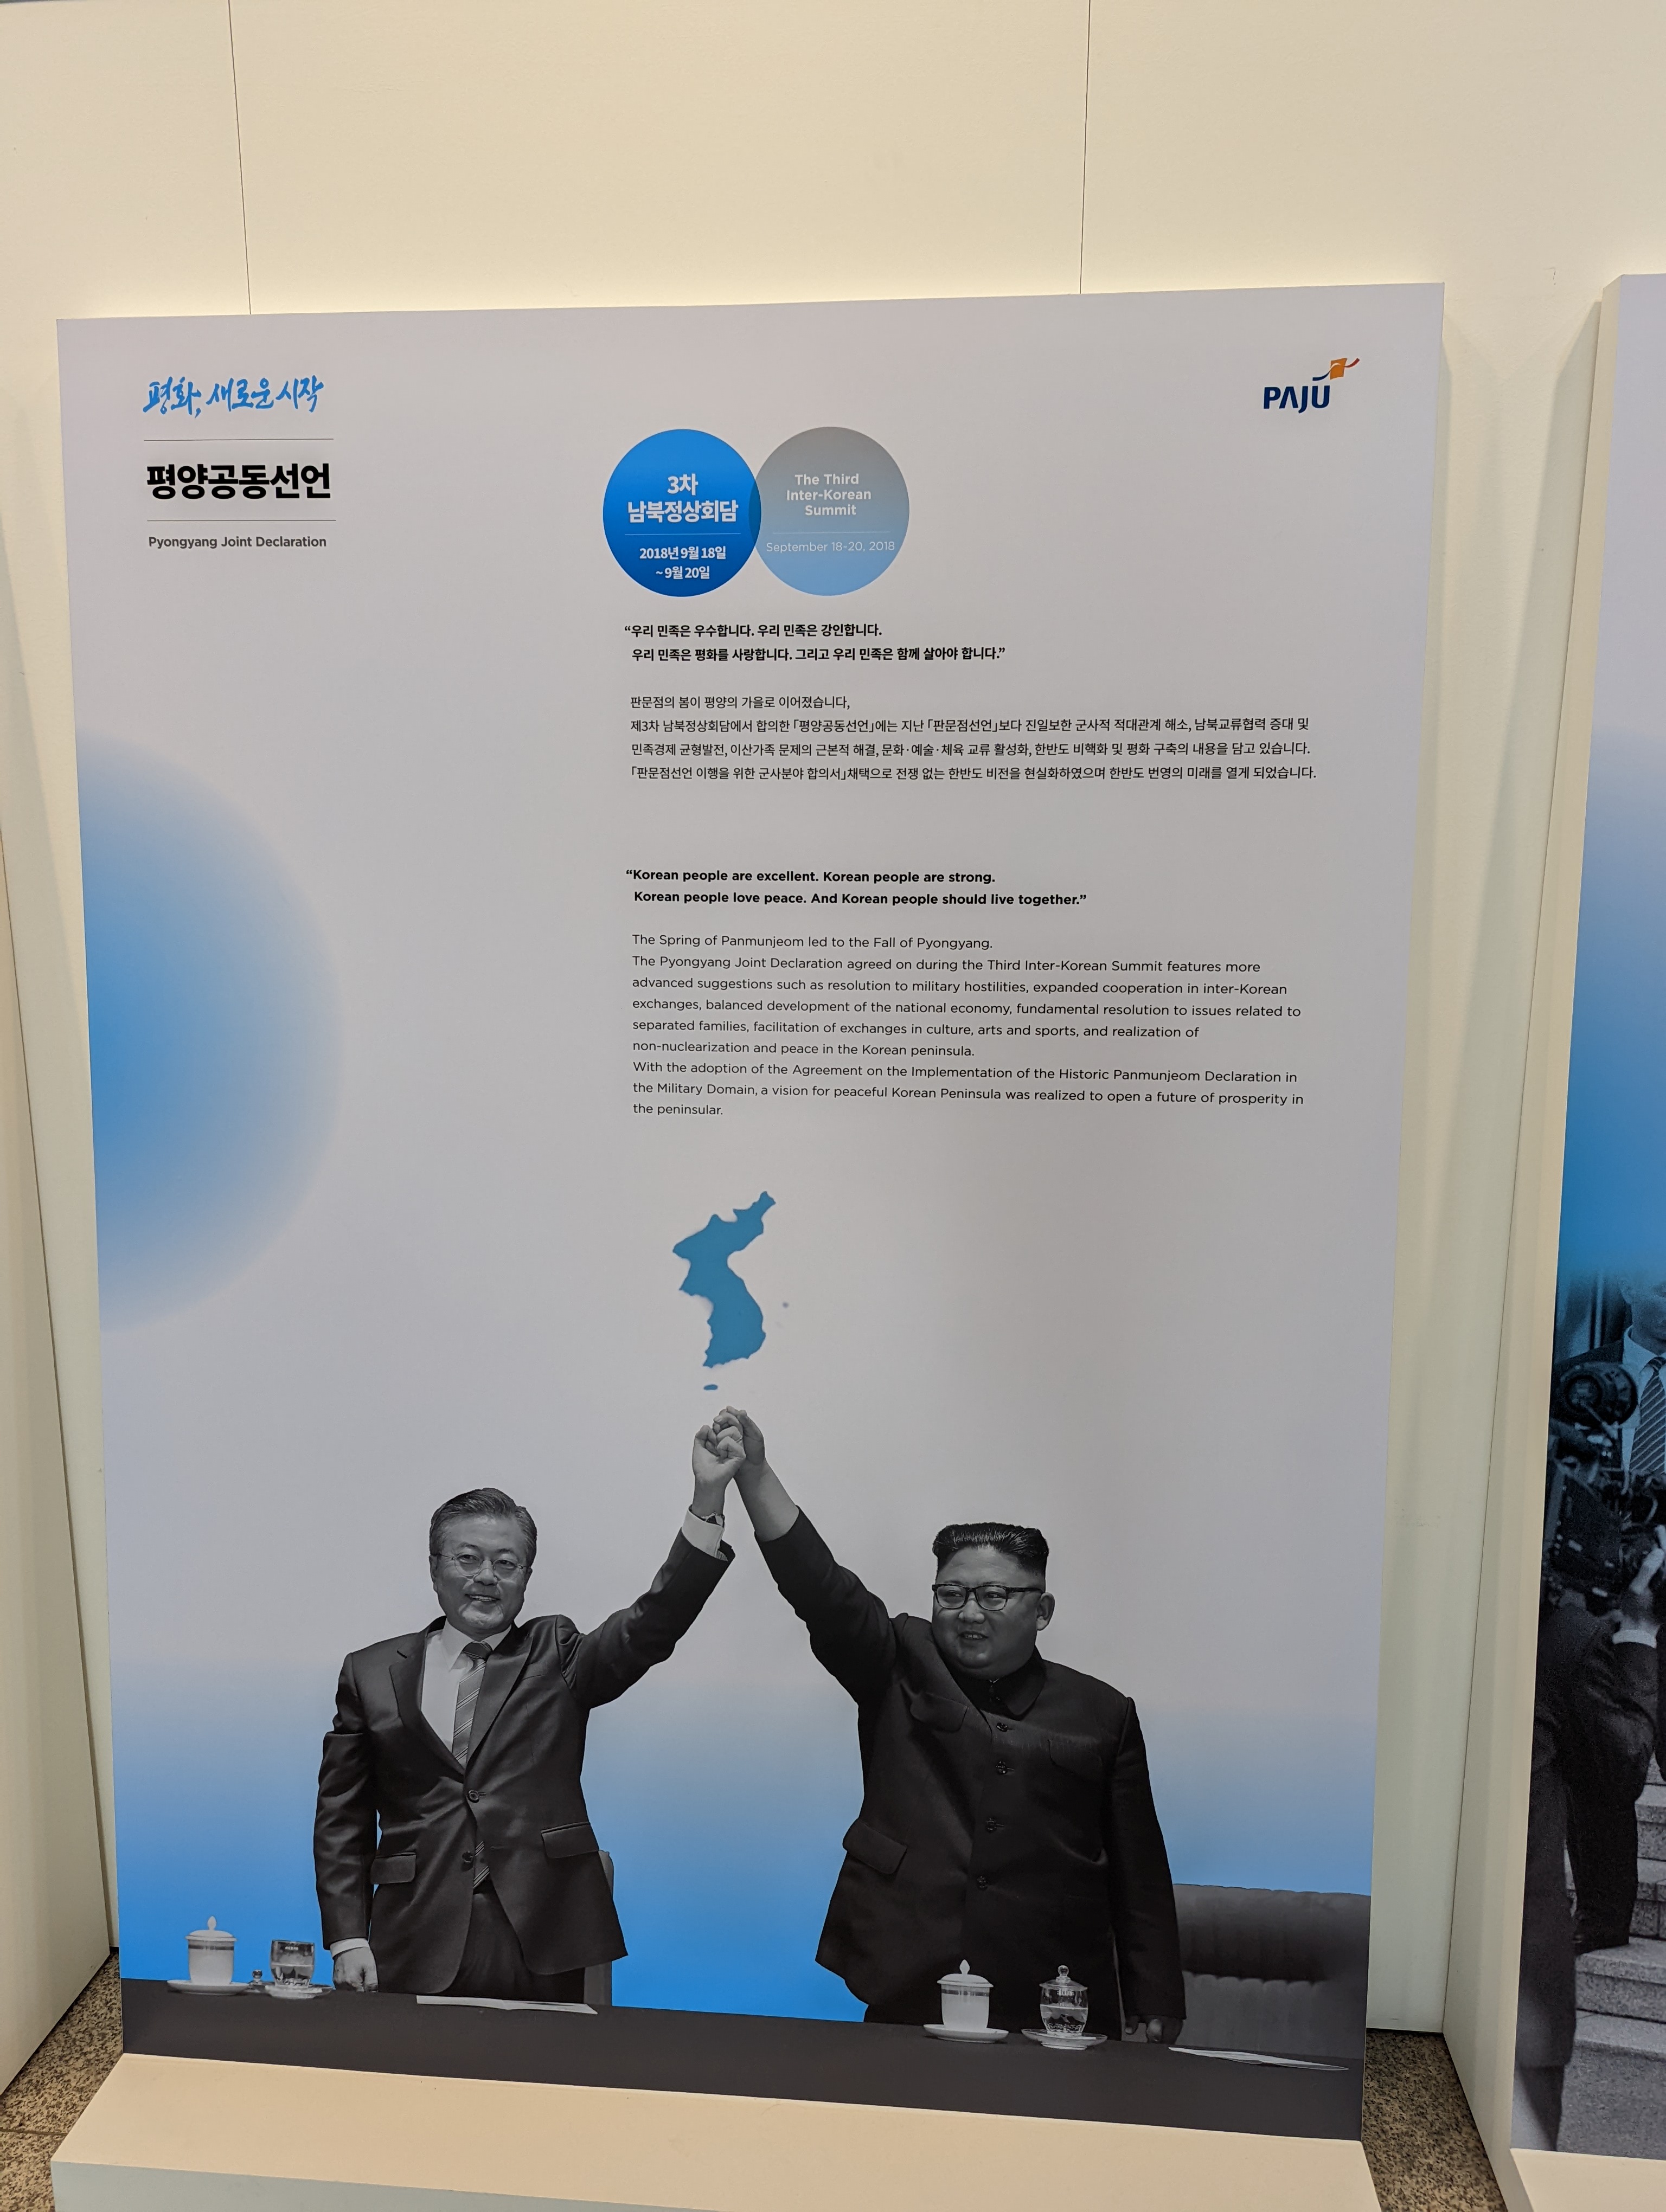 평화, 새로운 시작
평양공동선언
Pyongyang Joint Declaration
PAJU
3차
남북정상회담
2018년 9월 18일
~ 9월 20일
The Third
Inter-Korean
Summit
September 18-20, 2018
“우리 민족은 우수합니다. 우리 민족은 강인합니다.
우리 민족은 평화를 사랑합니다. 그리고 우리 민족은 함께 살아야 합니다.”
판문점의 봄이 평양의 가을로 이어졌습니다,
제3차 남북정상회담에서 합의한 「평양공동선언」에는 지난 「판문점선언」보다 진일보한 군사적 적대관계 해소, 남북교류협력 증대 및
민족경제 균형발전, 이산가족 문제의 근본적 해결, 문화·예술·체육 교류 활성화, 한반도 비핵화 및 평화 구축의 내용을 담고 있습니다.
「판문점선언 이행을 위한 군사분야 합의서」채택으로 전쟁 없는 한반도 비전을 현실화하였으며 한반도 번영의 미래를 열게 되었습니다.
“Korean people are excellent. Korean people are strong.
Korean people love peace. And Korean people should live together.”
The Spring of Panmunjeom led to the Fall of Pyongyang.
The Pyongyang Joint Declaration agreed on during the Third Inter-Korean Summit features more
advanced suggestions such as resolution to military hostilities, expanded cooperation in inter-Korean
exchanges, balanced development of the national economy, fundamental resolution to issues related to
separated families, facilitation of exchanges in culture, arts and sports, and realization of
non-nuclearization and peace in the Korean peninsula.
With the adoption of the Agreement on the Implementation of the Historic Panmunjeom Declaration in
the Military Domain, a vision for peaceful Korean Peninsula was realized to open a future of prosperity in
the peninsular.